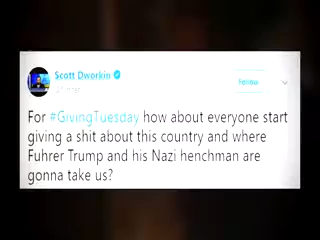 Scott Dworkin
Follow
For #GivingTuesday how about everyone start
giving a shit about this country and where
Fuhrer Trump and his Nazi henchman are
gonna take us?